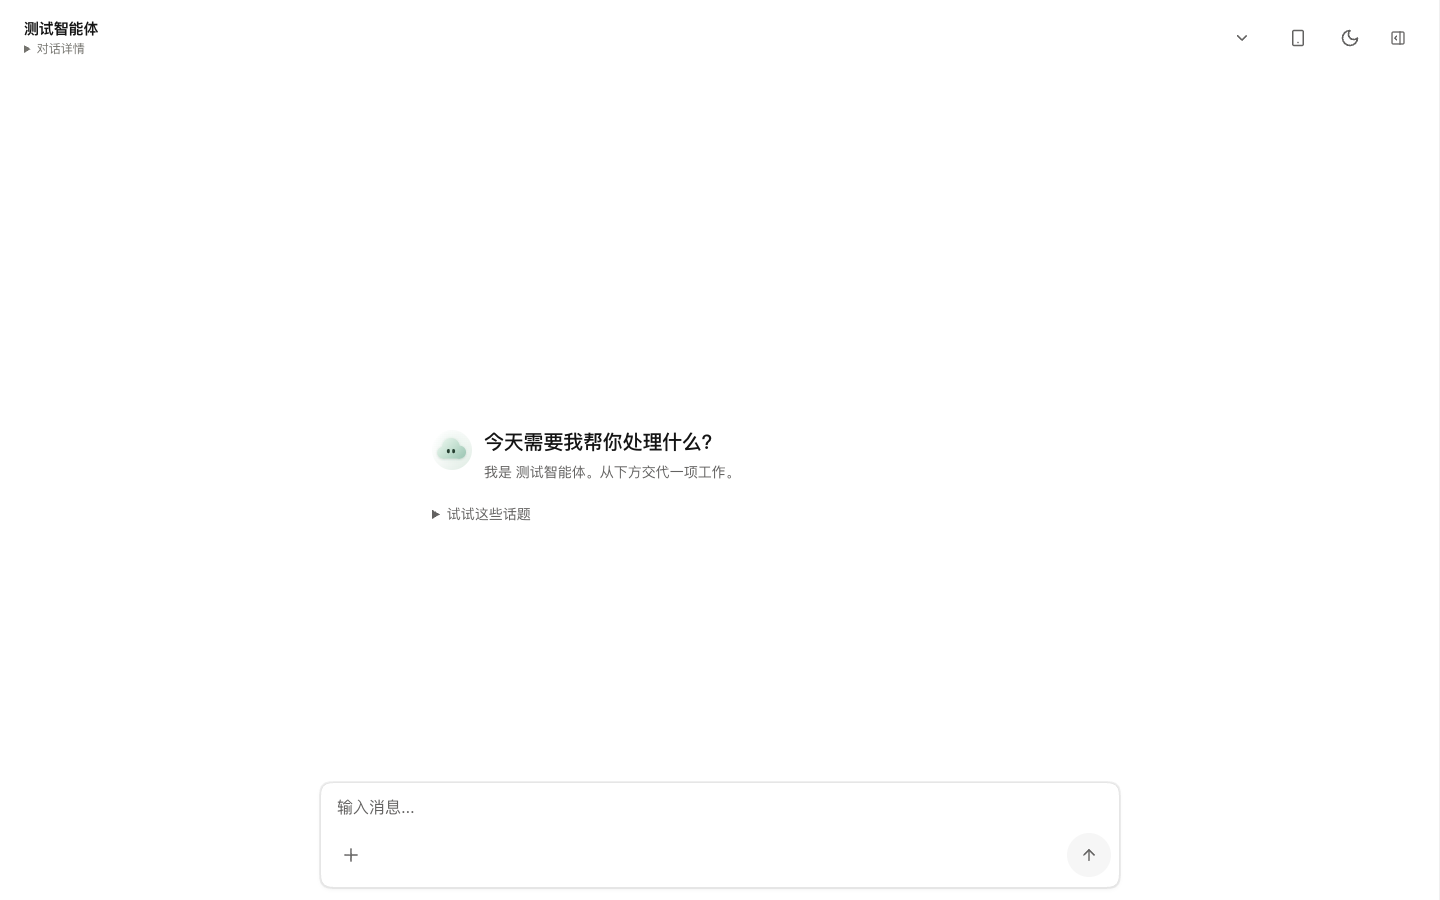 测试智能体
对话详情
今天需要我帮你处理什么?
我是 测试智能体。从下方交代一项工作。
试试这些话题
输入消息...